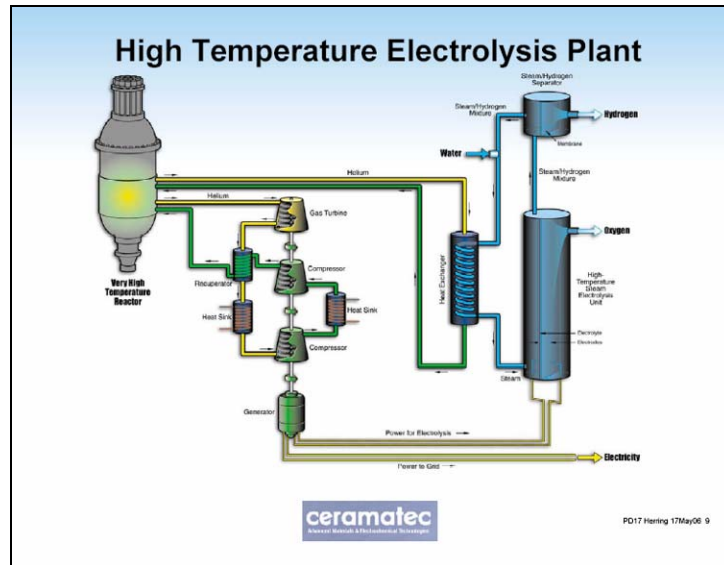 High Temperature Electrolysis Plant
Steam/Hydrogen
Separator
Steam/Hydrogen
Mixture
Hydrogen
Membrane
Water
Helium
Steam/Hydrogen
Mixture
Helium
Gas Turbine
Oxygen
Very High
Temperature
Reactor
Recuperator
Compressor
Heat Exchanger
High-
Temperature
Steam
Electrolysis
Unit
Heat Sink
Heat Sink
Electrolyte
Electrodes
Compressor
Steam
Generator
Power for Electrolysis
Power to Grid
Electricity
ceramatec
Advanced Materials & Electrochemical Technologies
PD17 Herring 17May06 9